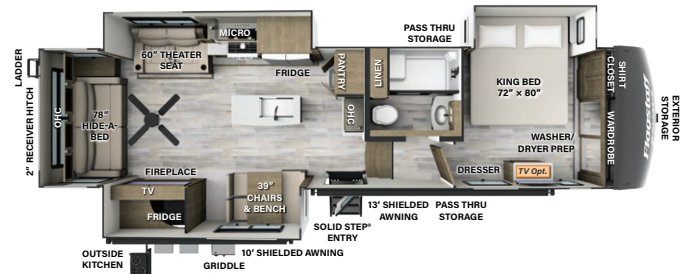 MICRO
60" THEATER
SEAT
FRIDGE
PANTRY
LINEN
PASS THRU
STORAGE
KING BED
72" × 80"
SHIRT
CLOSET
WARDROBE
EXTERIOR
STORAGE
LADDER
2" RECEIVER HITCH
OHC
78"
HIDE-A-
BED
OHC
WASHER/
DRYER PREP
DRESSER
TV Opt.
FIREPLACE
TV
FRIDGE
39"
CHAIRS
& BENCH
13' SHIELDED
AWNING
PASS THRU
STORAGE
SOLID STEP®
ENTRY
OUTSIDE
KITCHEN
10' SHIELDED AWNING
GRIDDLE